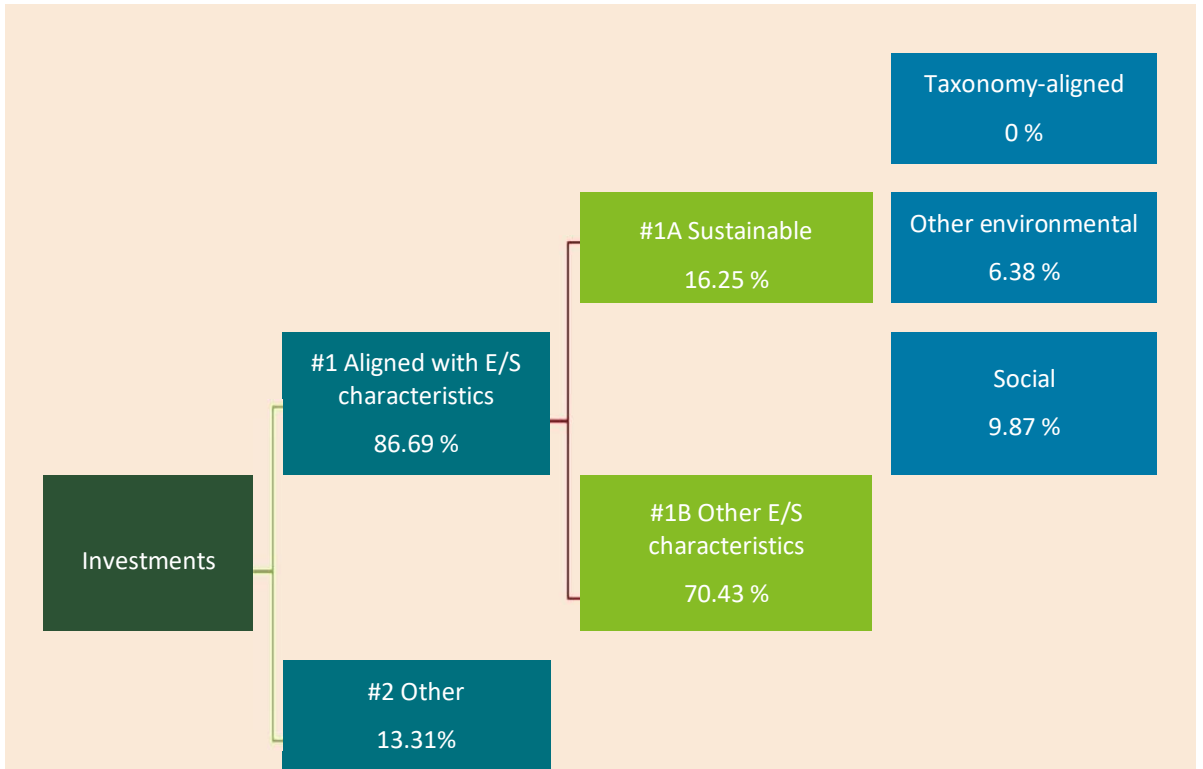 Taxonomy-aligned
0 %
#1A Sustainable
16.25 %
Other environmental
6.38 %
#1 Aligned with E/S
characteristics
86.69 %
Social
9.87 %
Investments
#1B Other E/S
characteristics
70.43 %
#2 Other
13.31%